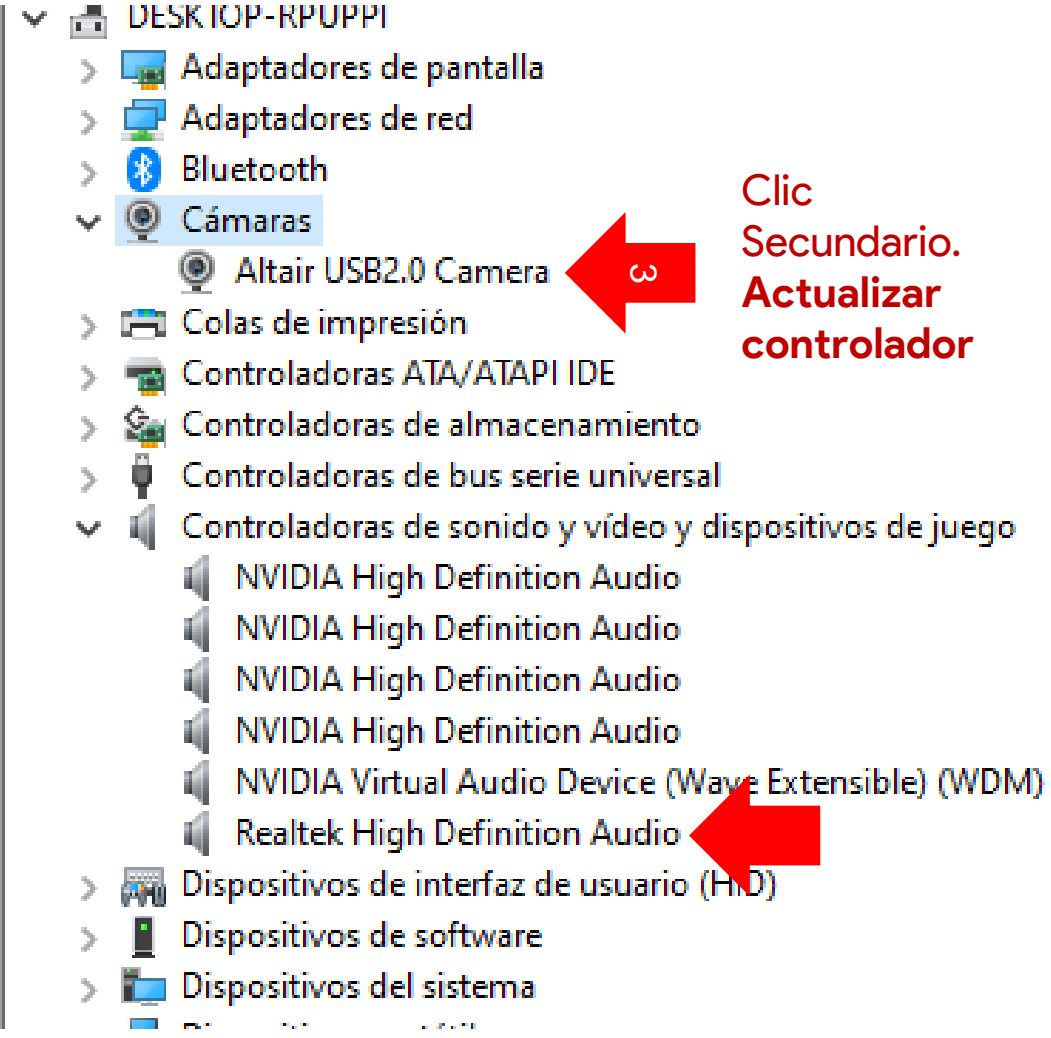 DESKTOP-RPUPPI
Adaptadores de pantalla
Adaptadores de red
Bluetooth
Cámaras
Altair USB2.0 Camera
3
Clic
Secundario.
Actualizar
controlador
Colas de impresión
Controladoras ATA/ATAPI IDE
Controladoras de almacenamiento
Controladoras de bus serie universal
Controladoras de sonido y vídeo y dispositivos de juego
NVIDIA High Definition Audio
NVIDIA High Definition Audio
NVIDIA High Definition Audio
NVIDIA High Definition Audio
NVIDIA Virtual Audio Device (Wave Extensible) (WDM)
Realtek High Definition Audio
Dispositivos de interfaz de usuario (HID)
Dispositivos de software
Dispositivos del sistema